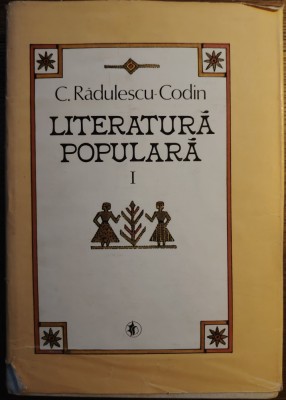 C. Rădulescu-Codin
LITERATURĂ
POPULARĂ
I